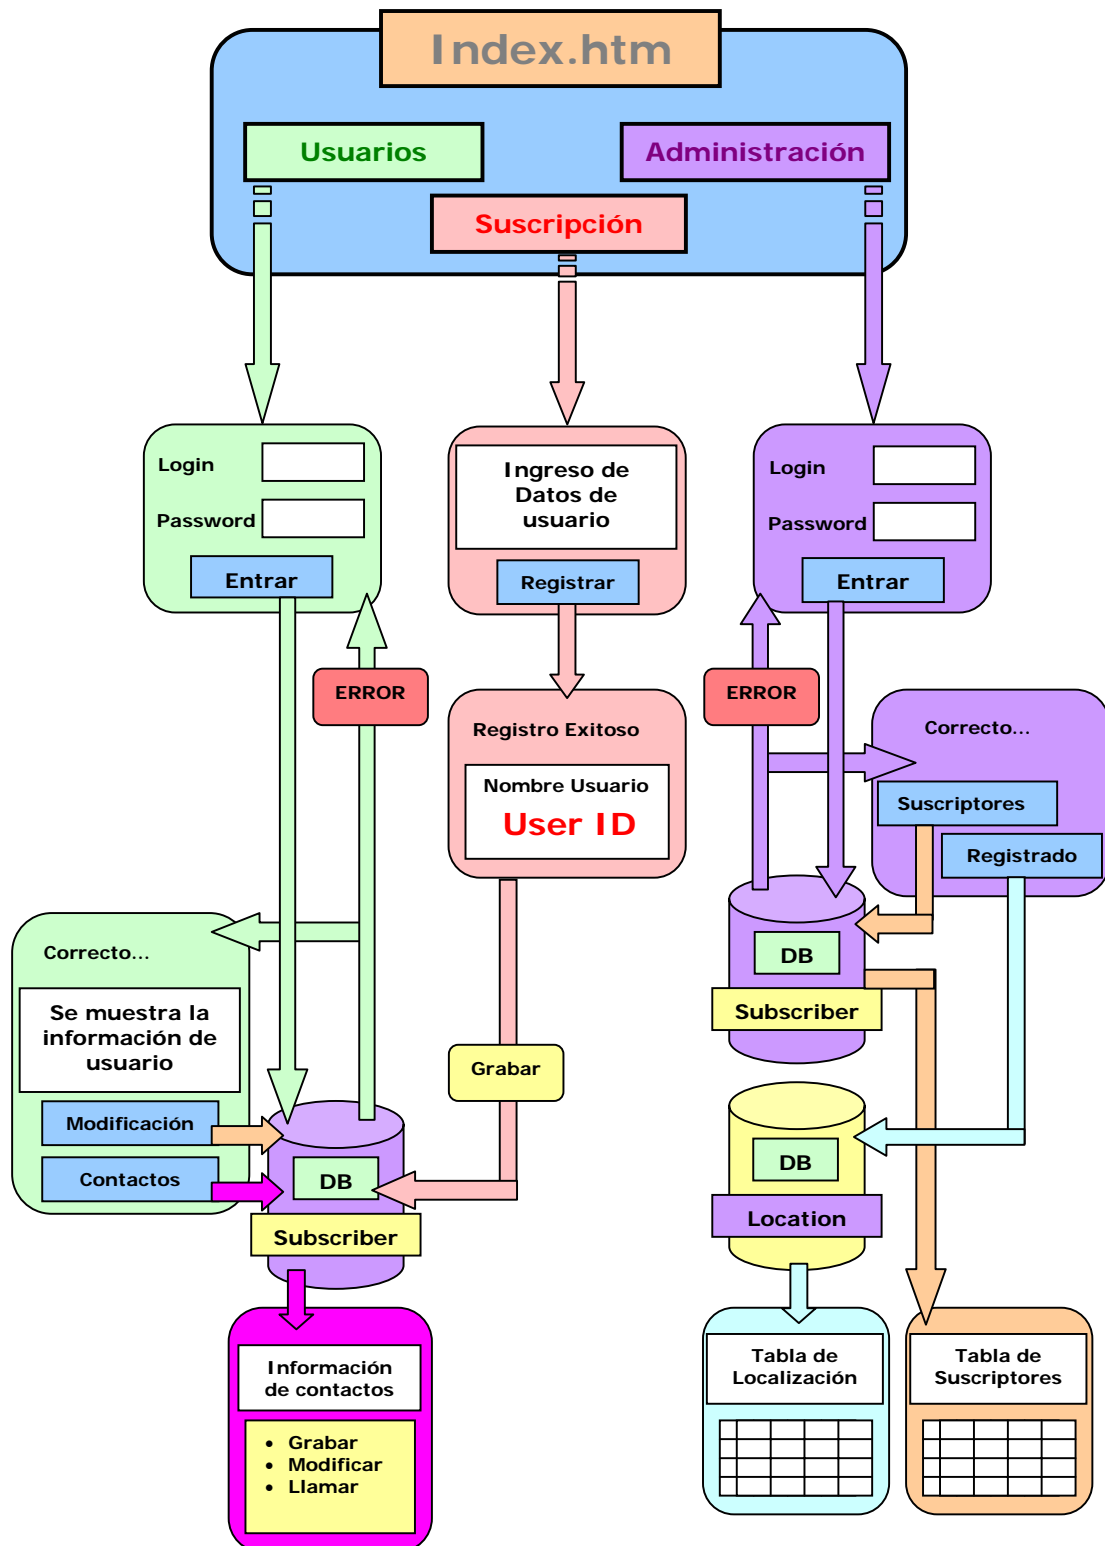 Index.htm
Usuarios
Administración
Suscripción
Login
Password
Entrar
Ingreso de
Datos de
usuario
Registrar
Login
Password
Entrar
ERROR
ERROR
Registro Exitoso
Nombre Usuario
User ID
Correcto...
Suscriptores
Registrado
Correcto...
Se muestra la
información de
usuario
Modificación
Contactos
Grabar
DB
Subscriber
DB
Subscriber
DB
Location
Información
de contactos
• Grabar
• Modificar
• Llamar
Tabla de
Localización
Tabla de
Suscriptores